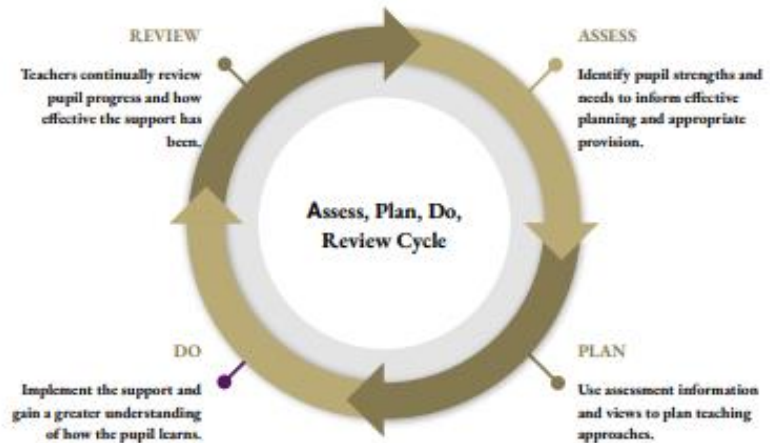 REVIEW
Teachers continually review
pupil progress and how
effective the support has
been.
ASSESS
Identify pupil strengths and
needs to inform effective
planning and appropriate
provision.
Assess, Plan, Do,
Review Cycle
DO
Implement the support and
gain a greater understanding
of how the pupil learns.
PLAN
Use assessment information
and views to plan teaching
approaches.